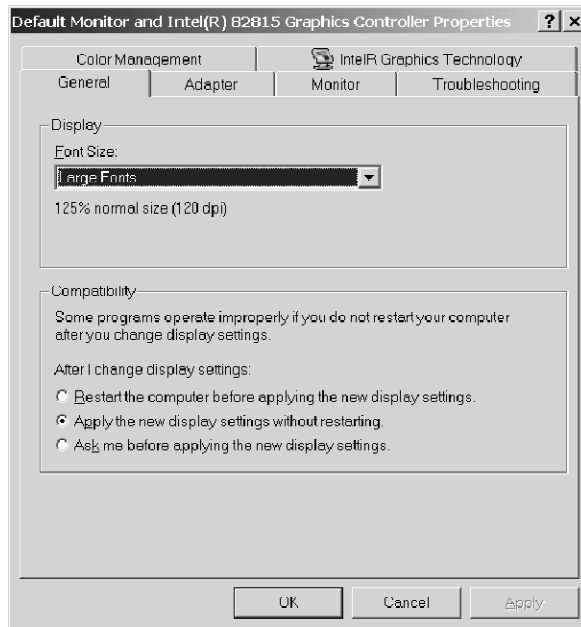 Default Monitor and Intel(R) 82815 Graphics Controller Properties
Color Management
IntelR Graphics Technology
General
Adapter
Monitor
Troubleshooting
Display
Font Size:
Large Fonts
125% normal size (120 dpi)
Compatibility
Some programs operate improperly if you do not restart your computer
after you change display settings.
After I change display settings:
Restart the computer before applying the new display settings.
Apply the new display settings without restarting.
Ask me before applying the new display settings.
OK
Cancel
Apply